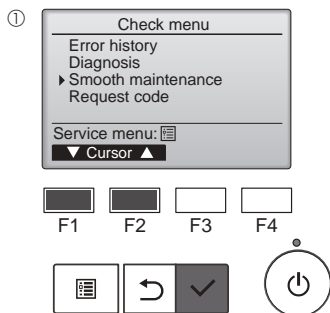 ①
Check menu
Error history
Diagnosis
Smooth maintenance
Request code
Service menu:
▼ Cursor ▲
F1 F2 F3 F4